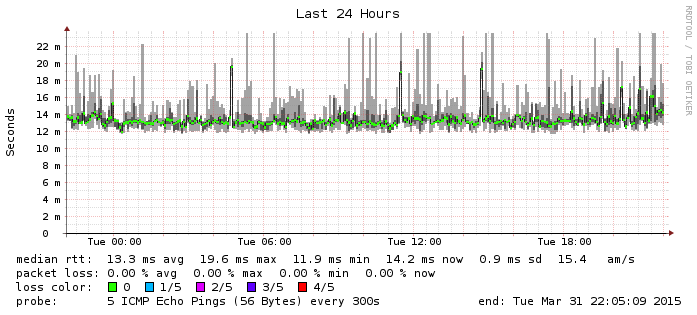 Last 24 Hours
RRDTOOL / TOBI OETIKER
Seconds
22 m
20 m
18 m
16 m
14 m
12 m
10 m
8 m
6 m
4 m
2 m
0
Tue 00:00 Tue 06:00 Tue 12:00 Tue 18:00
median rtt: 13.3 ms avg 19.6 ms max 11.9 ms min 14.2 ms now 0.9 ms sd 15.4 am/s
packet loss: 0.00 % avg 0.00 % max 0.00 % min 0.00 % now
loss color: 0 1/5 2/5 3/5 4/5
probe: 5 ICMP Echo Pings (56 Bytes) every 300s end: Tue Mar 31 22:05:09 2015